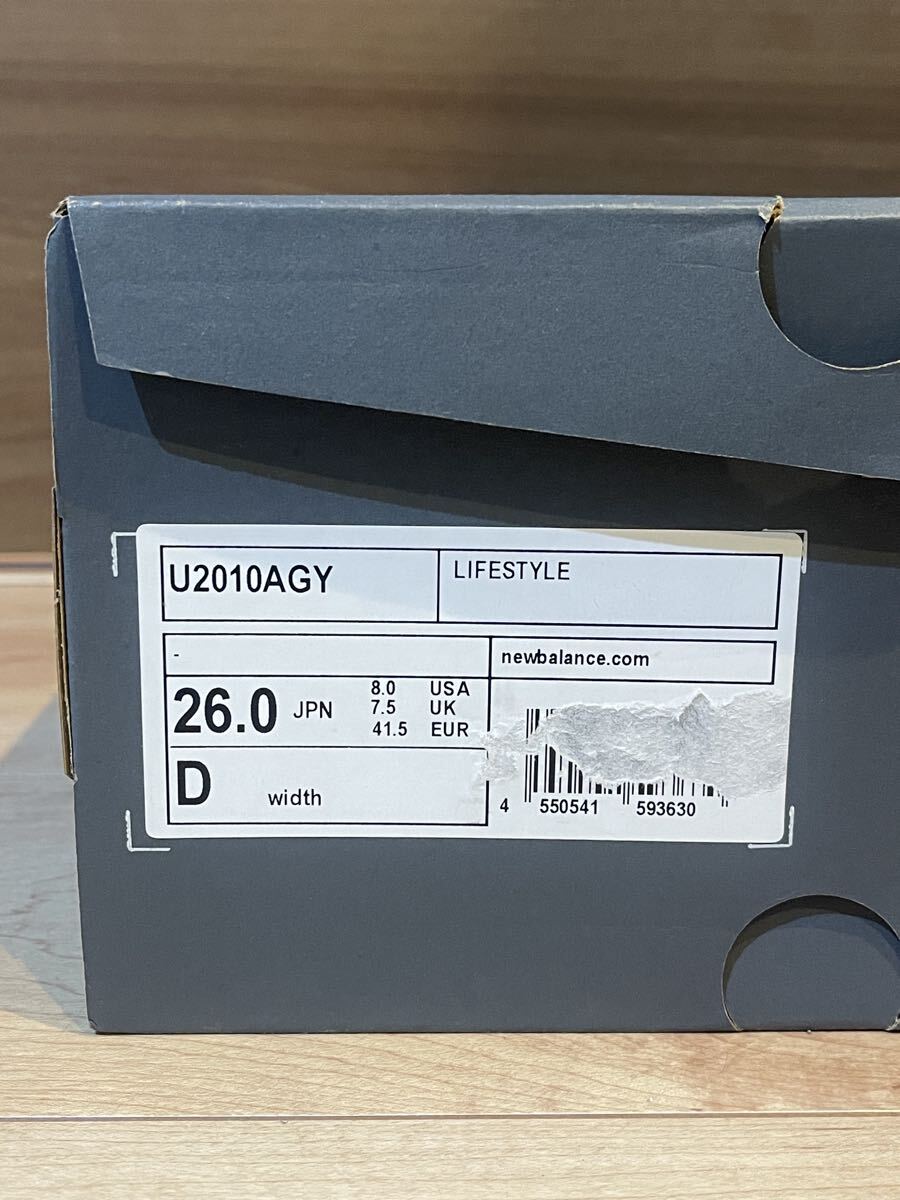 U2010AGY
LIFESTYLE
-
newbalance.com
26.0 JPN
8.0 USA
7.5 UK
41.5 EUR
D width
4 550541 593630